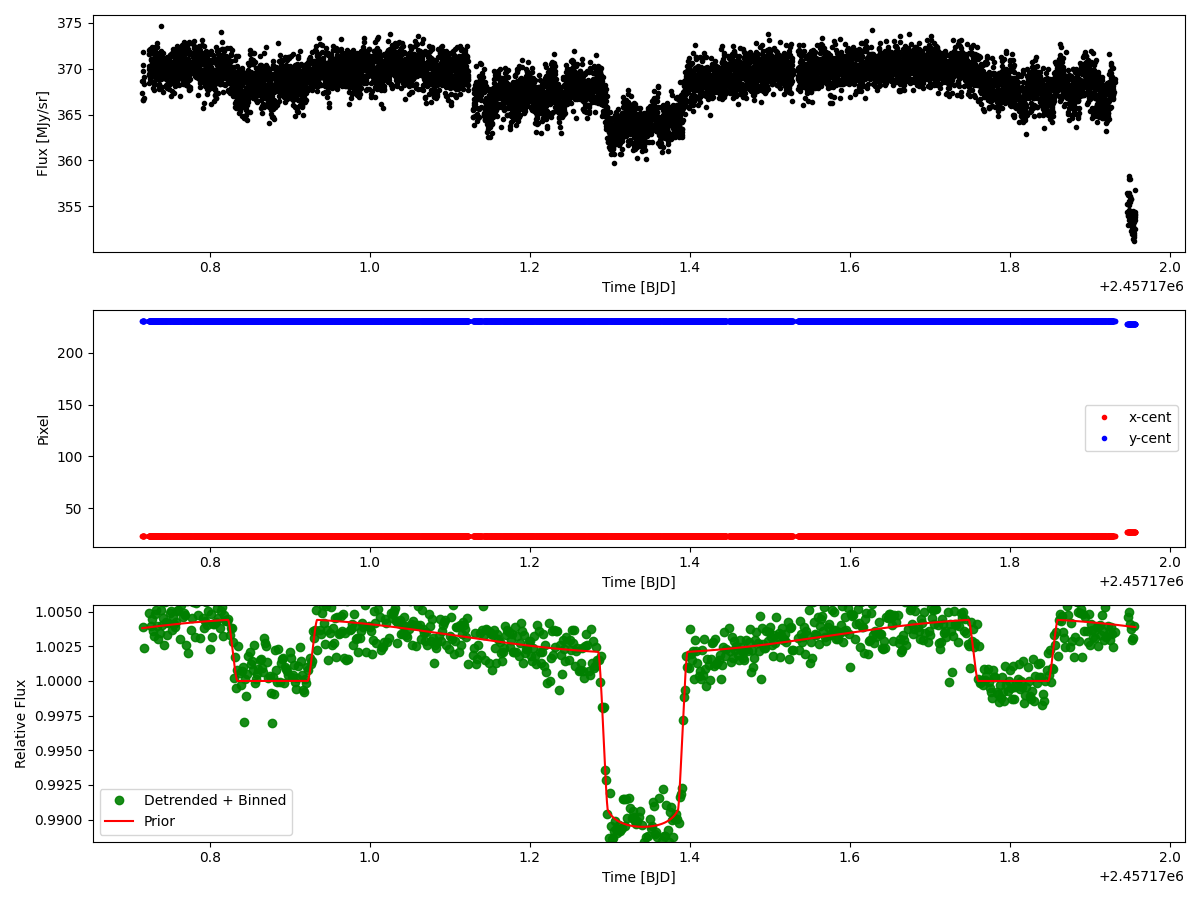 375
370
365
360
355
Flux [MJy/sr]
0.8 1.0 1.2 1.4 1.6 1.8 2.0
Time [BJD]
+2.45717e6
200
150
100
50
Pixel
x-cent
y-cent
0.8 1.0 1.2 1.4 1.6 1.8 2.0
Time [BJD]
+2.45717e6
1.0050
1.0025
1.0000
0.9975
0.9950
0.9925
0.9900
Relative Flux
Detrended + Binned
Prior
0.8 1.0 1.2 1.4 1.6 1.8 2.0
Time [BJD]
+2.45717e6